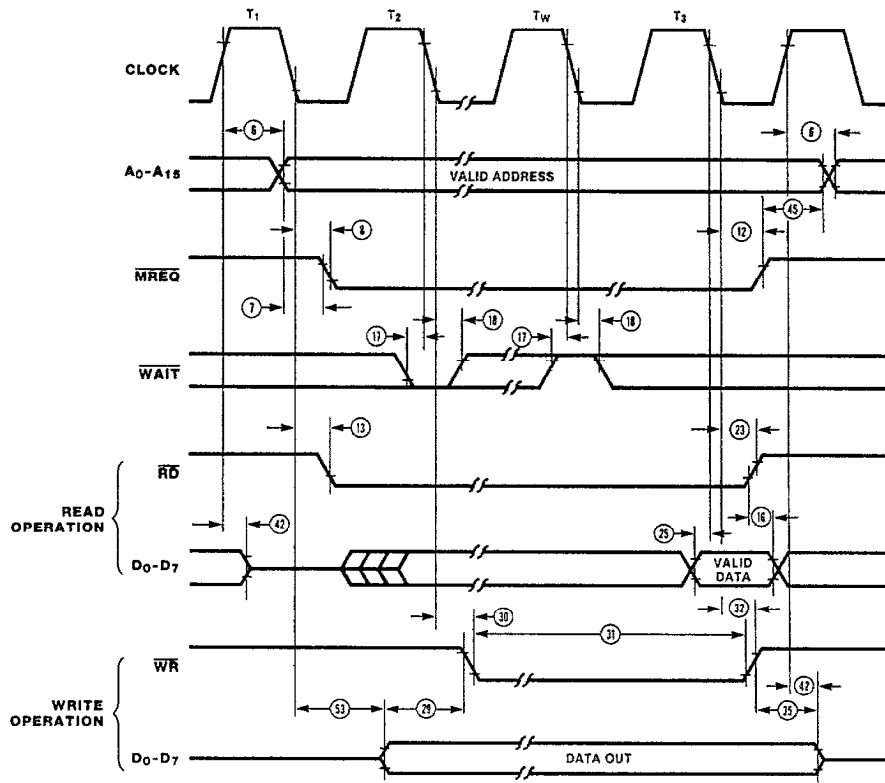 T1 T2 TW T3
CLOCK
6 6
A0-A15 VALID ADDRESS
45
8 12
MREQ
7
17 18 17 18
WAIT
13 23
RD
READ
OPERATION
42 25 16
D0-D7 VALID
DATA
30 31 32
WR
WRITE
OPERATION
53 29 42
35
D0-D7 DATA OUT